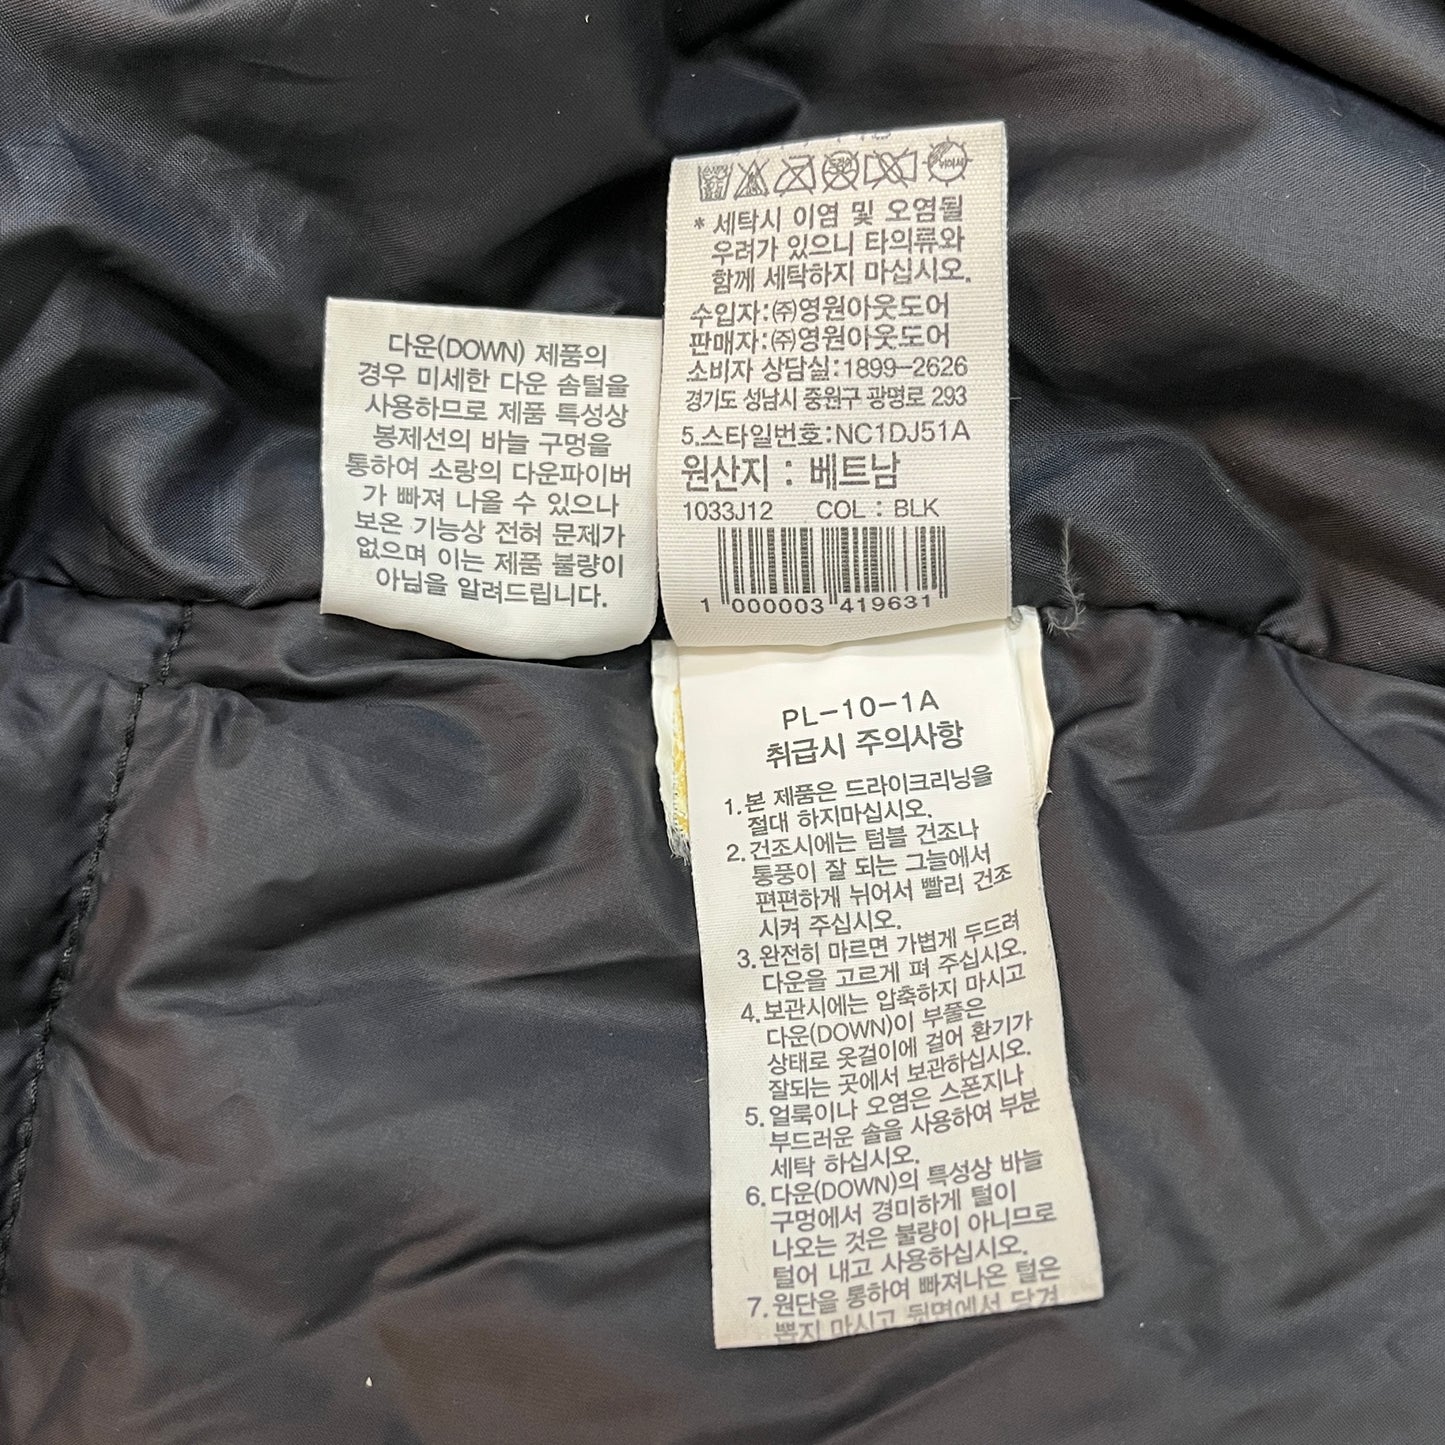 다운(DOWN) 제품의
경우 미세한 다운 솜털을
사용하므로 제품 특성상
봉제선의 바늘 구멍을
통하여 소량의 다운파이버
가 빠져 나올 수 있으나
보온 기능상 전혀 문제가
없으며 이는 제품 불량이
아님을 알려드립니다.
* 세탁시 이염 및 오염될
우려가 있으니 타의류와
함께 세탁하지 마십시오.
수입자:㈜영원아웃도어
판매자:㈜영원아웃도어
소비자 상담실:1899-2626
경기도 성남시 중원구 광명로 293
5.스타일번호:NC1DJ51A
원산지 : 베트남
1033J12 COL : BLK
1 000003 419631
PL-10-1A
취급시 주의사항
1. 본 제품은 드라이크리닝을
절대 하지마십시오.
2. 건조시에는 텀블 건조나
통풍이 잘 되는 그늘에서
편편하게 뉘어서 빨리 건조
시켜 주십시오.
3. 완전히 마르면 가볍게 두드려
다운을 고르게 펴 주십시오.
4. 보관시에는 압축하지 마시고
다운(DOWN)이 부풀은
상태로 옷걸이에 걸어 환기가
잘되는 곳에서 보관하십시오.
5. 얼룩이나 오염은 스폰지나
부드러운 솔을 사용하여 부분
세탁 하십시오.
6. 다운(DOWN)의 특성상 바늘
구멍에서 경미하게 털이
나오는 것은 불량이 아니므로
털어 내고 사용하십시오.
7. 원단을 통하여 빠져나온 털은
뽑지 마시고 뒷면에서 당겨